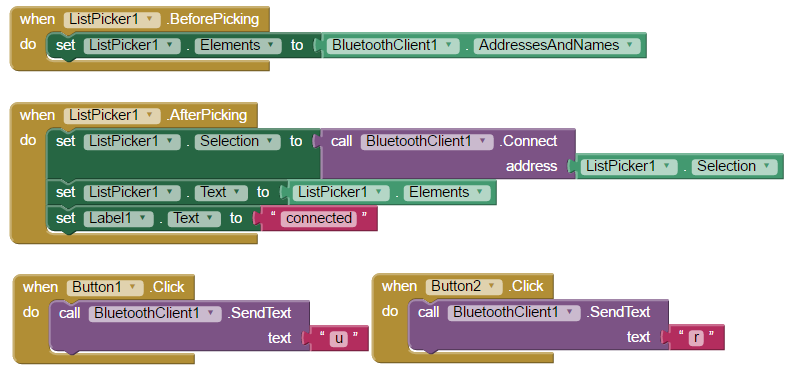 when ListPicker1 .BeforePicking
do set ListPicker1 . Elements to BluetoothClient1 . AddressesAndNames
when ListPicker1 .AfterPicking
do set ListPicker1 . Selection to call BluetoothClient1 .Connect
address ListPicker1 . Selection
set ListPicker1 . Text to ListPicker1 . Elements
set Label1 . Text to “ connected ”
when Button1 .Click
do call BluetoothClient1 .SendText
text “ u ”
when Button2 .Click
do call BluetoothClient1 .SendText
text “ r ”